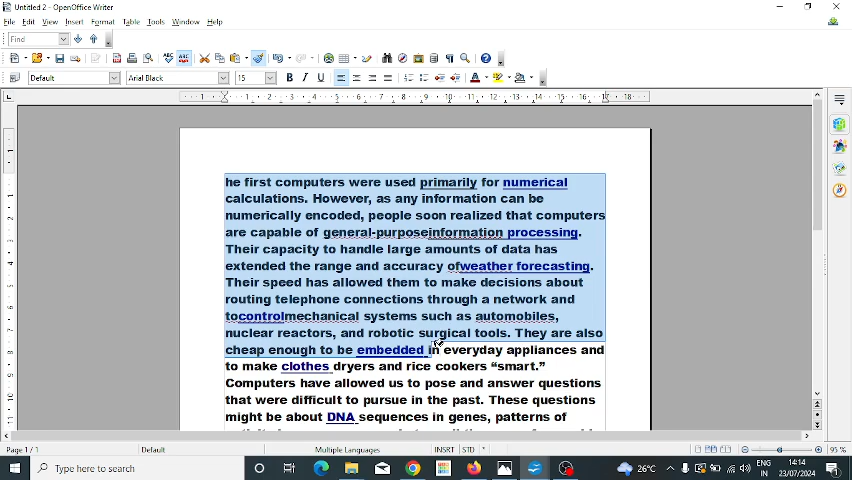 Untitled 2 - OpenOffice Writer
File Edit View Insert Format Table Tools Window Help
Find
Default Arial Black 15 B I U A
he first computers were used primarily for numerical
calculations. However, as any information can be
numerically encoded, people soon realized that computers
are capable of general-purposeinformation processing.
Their capacity to handle large amounts of data has
extended the range and accuracy ofweather forecasting.
Their speed has allowed them to make decisions about
routing telephone connections through a network and
tocontrolmechanical systems such as automobiles,
nuclear reactors, and robotic surgical tools. They are also
cheap enough to be embedded in everyday appliances and
to make clothes dryers and rice cookers “smart.”
Computers have allowed us to pose and answer questions
that were difficult to pursue in the past. These questions
might be about DNA sequences in genes, patterns of
Page 1 / 1 Default Multiple Languages INSRT STD * 95 %
Type here to search 26°C ENG IN 14:14 23/07/2024